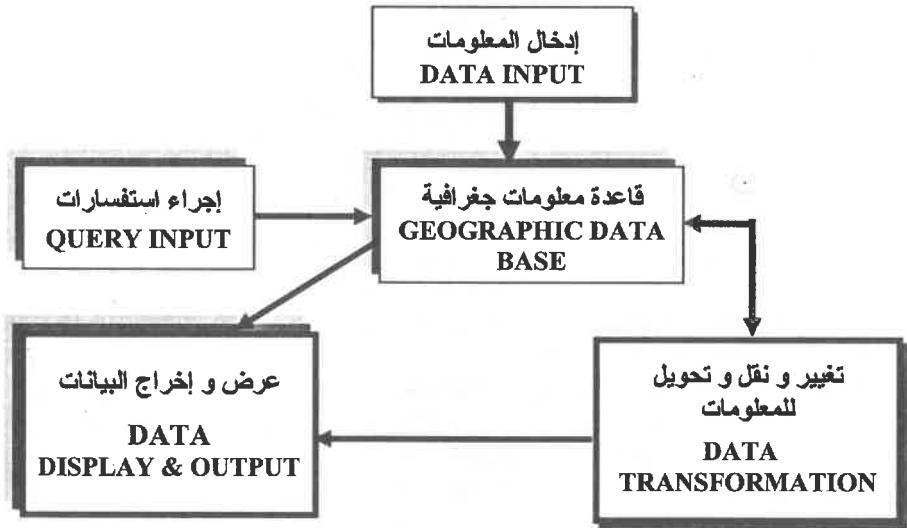 إدخال المعلومات
DATA INPUT
إجراء استفسارات
QUERY INPUT
قاعدة معلومات جغرافية
GEOGRAPHIC DATA
BASE
عرض و إخراج البيانات
DATA
DISPLAY & OUTPUT
تغيير و نقل و تحويل
للمعلومات
DATA
TRANSFORMATION